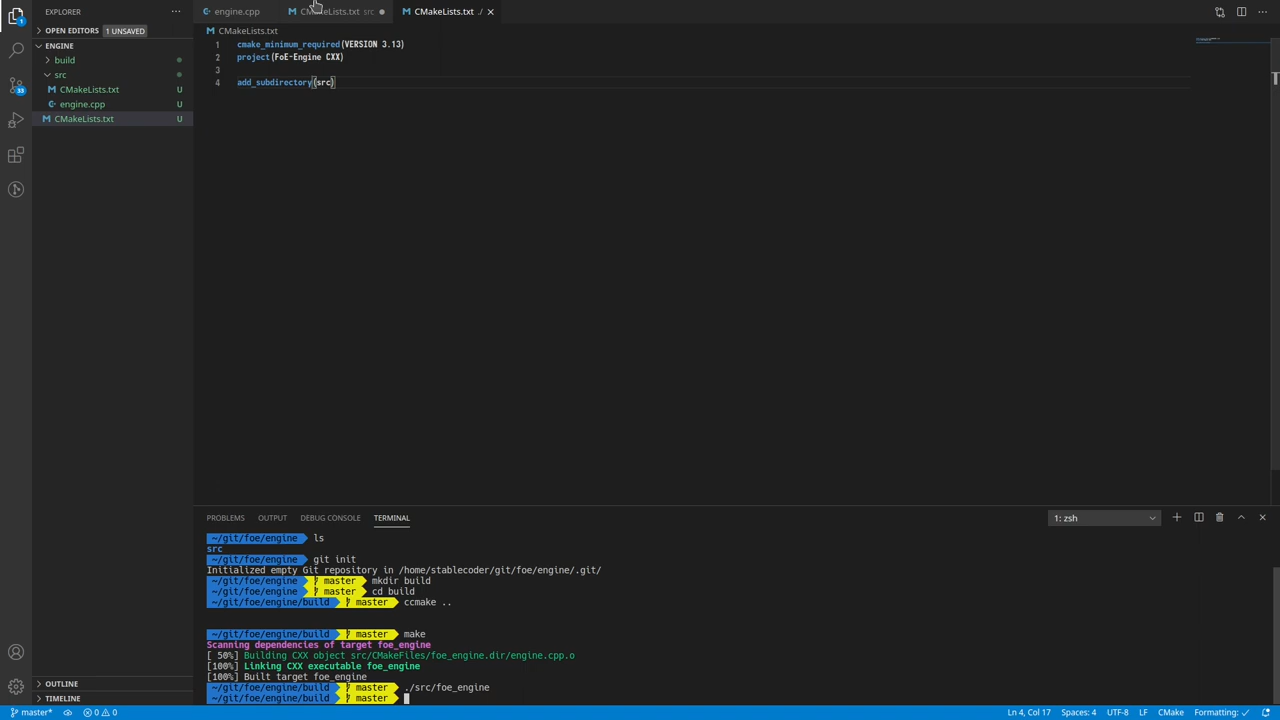 EXPLORER
OPEN EDITORS 1 UNSAVED
ENGINE
build
src
CMakeLists.txt U
engine.cpp U
CMakeLists.txt U
OUTLINE
TIMELINE
1
33
engine.cpp
CMakeLists.txt src
CMakeLists.txt ./
CMakeLists.txt
1 cmake_minimum_required(VERSION 3.13)
2 project(FoE-Engine CXX)
3
4 add_subdirectory(src)
PROBLEMS OUTPUT DEBUG CONSOLE TERMINAL
1: zsh
~/git/foe/engine ls
src
~/git/foe/engine git init
Initialized empty Git repository in /home/stablecoder/git/foe/engine/.git/
~/git/foe/engine master mkdir build
~/git/foe/engine master cd build
~/git/foe/engine/build master ccmake ..
~/git/foe/engine/build master make
Scanning dependencies of target foe_engine
[ 50%] Building CXX object src/CMakeFiles/foe_engine.dir/engine.cpp.o
[100%] Linking CXX executable foe_engine
[100%] Built target foe_engine
~/git/foe/engine/build master ./src/foe_engine
~/git/foe/engine/build master
master* 0 0 Ln 4, Col 17 Spaces: 4 UTF-8 LF CMake Formatting: ✓